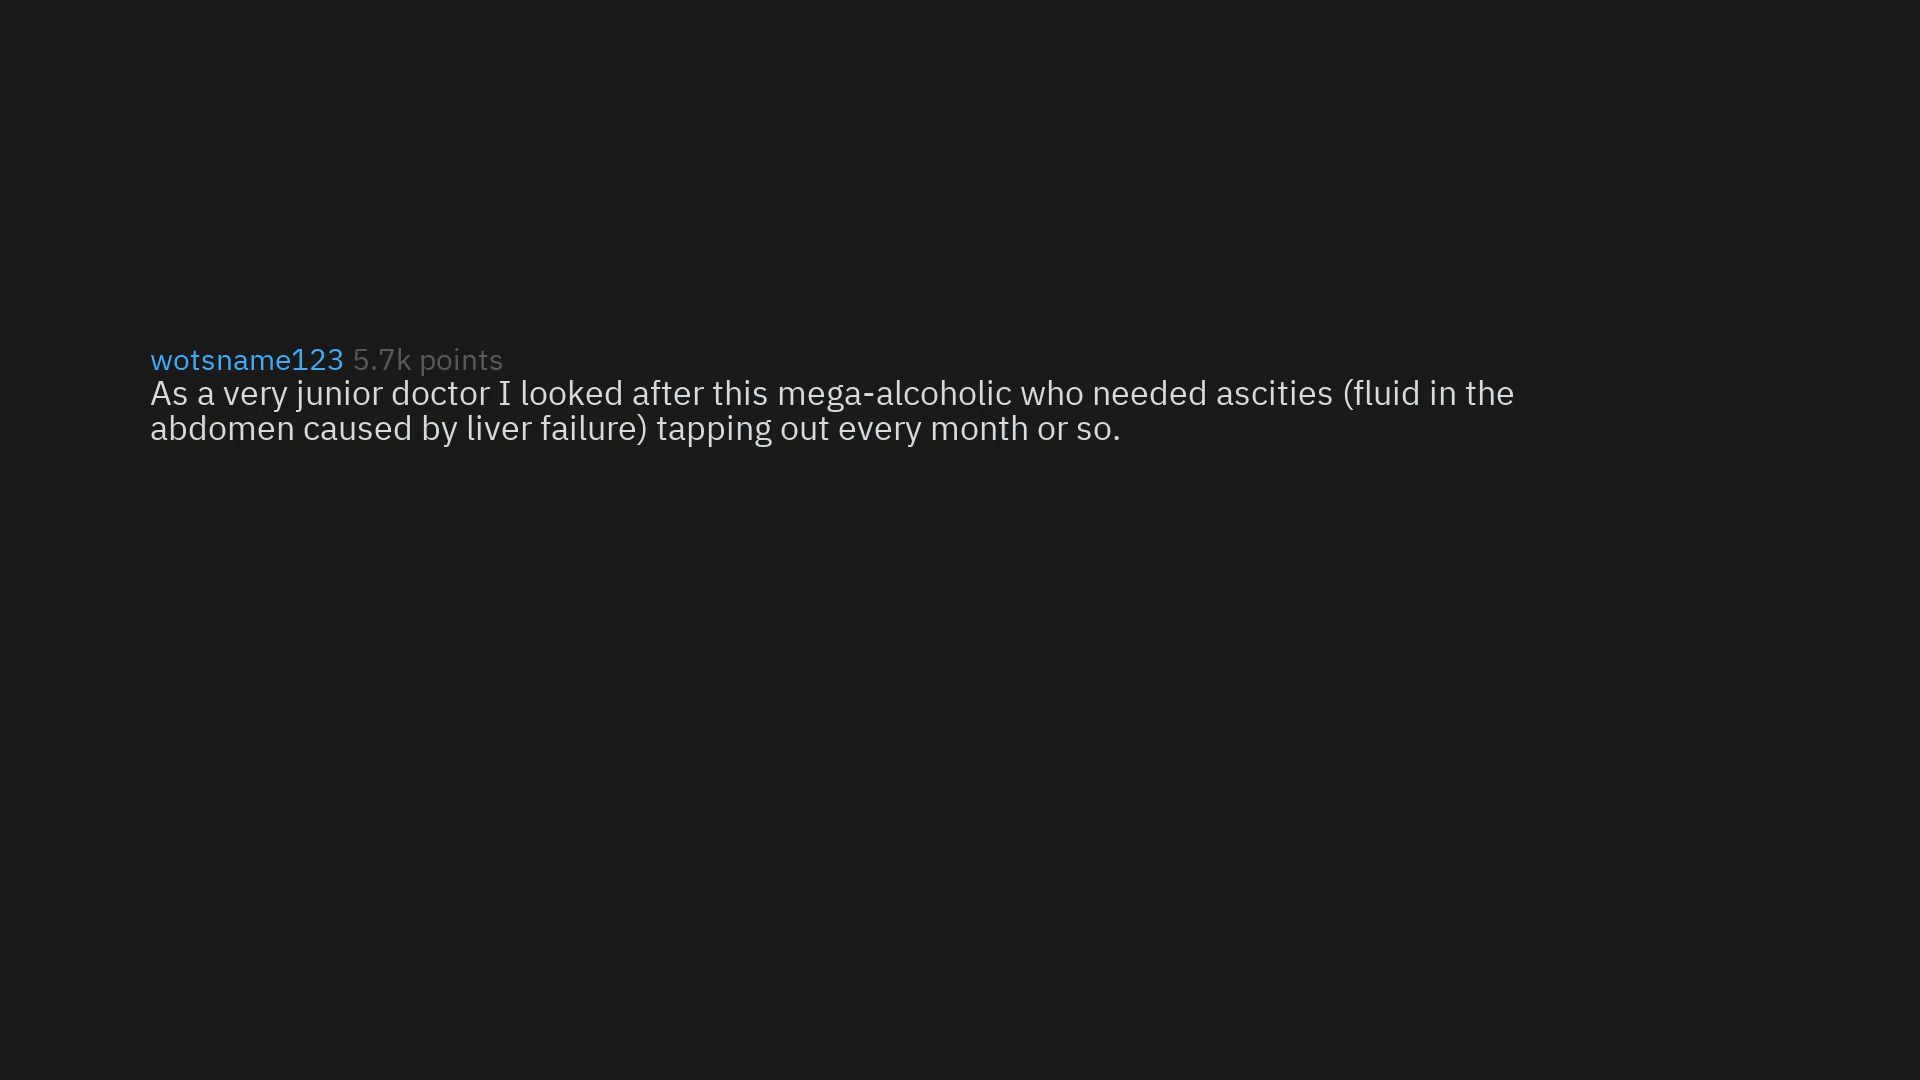 wotsname123 5.7k points
As a very junior doctor I looked after this mega-alcoholic who needed ascities (fluid in the
abdomen caused by liver failure) tapping out every month or so.